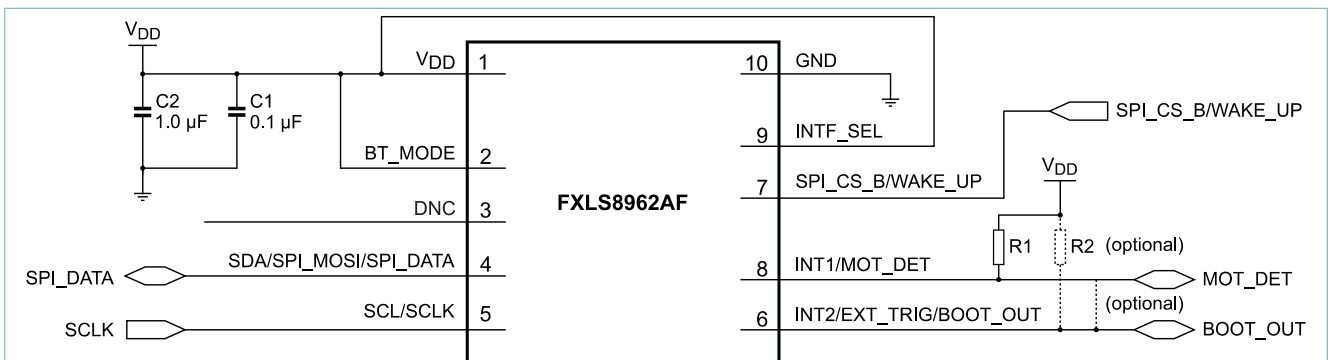 VDD
C2
1.0 µF
C1
0.1 µF
VDD
1
BT_MODE
2
DNC
3
SPI_DATA
SDA/SPI_MOSI/SPI_DATA
4
SCLK
SCL/SCLK
5
FXLS8962AF
10
GND
9
INTF_SEL
7
SPI_CS_B/WAKE_UP
SPI_CS_B/WAKE_UP
VDD
R1
R2
(optional)
8
INT1/MOT_DET
MOT_DET
(optional)
6
INT2/EXT_TRIG/BOOT_OUT
BOOT_OUT